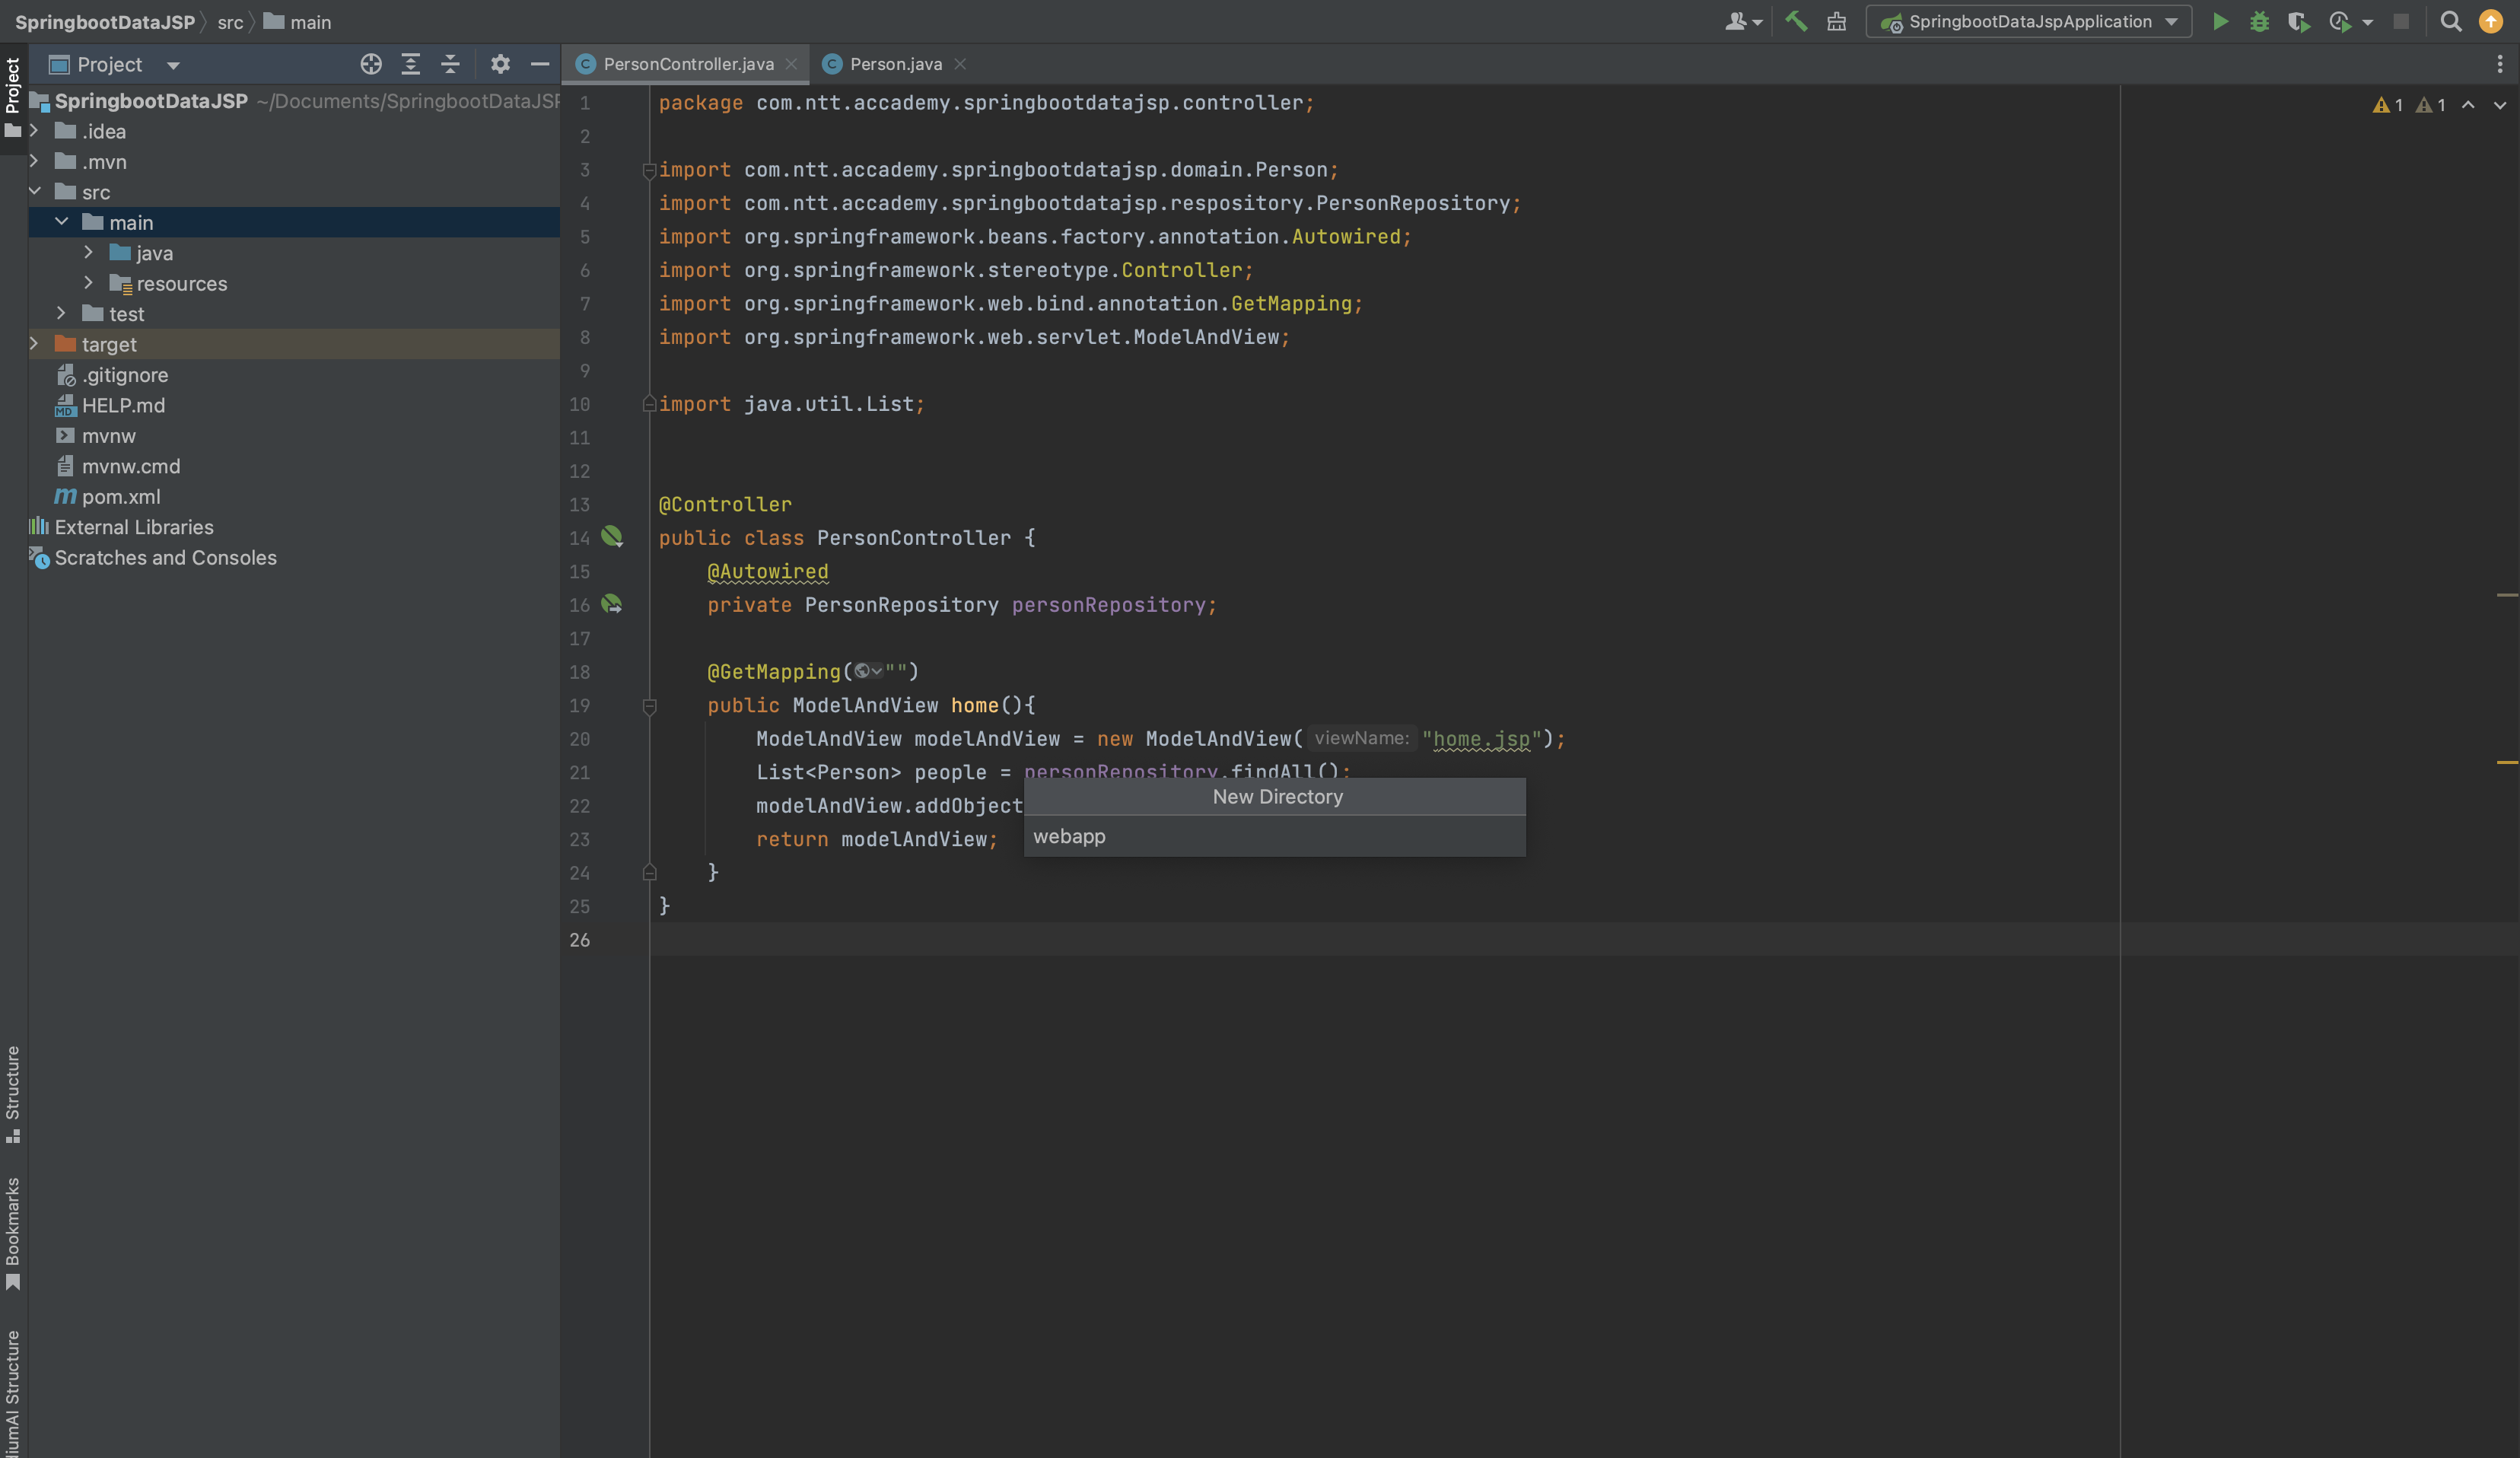 SpringbootDataJSP src main
SpringbootDataJspApplication
Project
PersonController.java Person.java
Project
SpringbootDataJSP ~/Documents/SpringbootDataJSP
.idea
.mvn
src
main
java
resources
test
target
.gitignore
HELP.md
mvnw
mvnw.cmd
pom.xml
External Libraries
Scratches and Consoles
Structure
Bookmarks
diumAI Structure
1 package com.ntt.accademy.springbootdatajsp.controller;
2
3 import com.ntt.accademy.springbootdatajsp.domain.Person;
4 import com.ntt.accademy.springbootdatajsp.respository.PersonRepository;
5 import org.springframework.beans.factory.annotation.Autowired;
6 import org.springframework.stereotype.Controller;
7 import org.springframework.web.bind.annotation.GetMapping;
8 import org.springframework.web.servlet.ModelAndView;
9
10 import java.util.List;
11
12
13 @Controller
14 public class PersonController {
15 @Autowired
16 private PersonRepository personRepository;
17
18 @GetMapping("")
19 public ModelAndView home(){
20 ModelAndView modelAndView = new ModelAndView( viewName: "home.jsp");
21 List<Person> people = personRepository.findAll();
22 modelAndView.addObject
23 return modelAndView;
24 }
25 }
26
New Directory
webapp
1 1